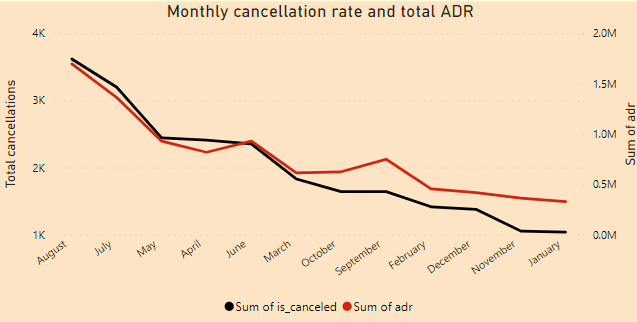 Monthly cancellation rate and total ADR
4K
3K
2K
1K
Total cancellations
2.0M
1.5M
1.0M
0.5M
0.0M
Sum of adr
August
July
May
April
June
March
October
September
February
December
November
January
Sum of is_canceled
Sum of adr